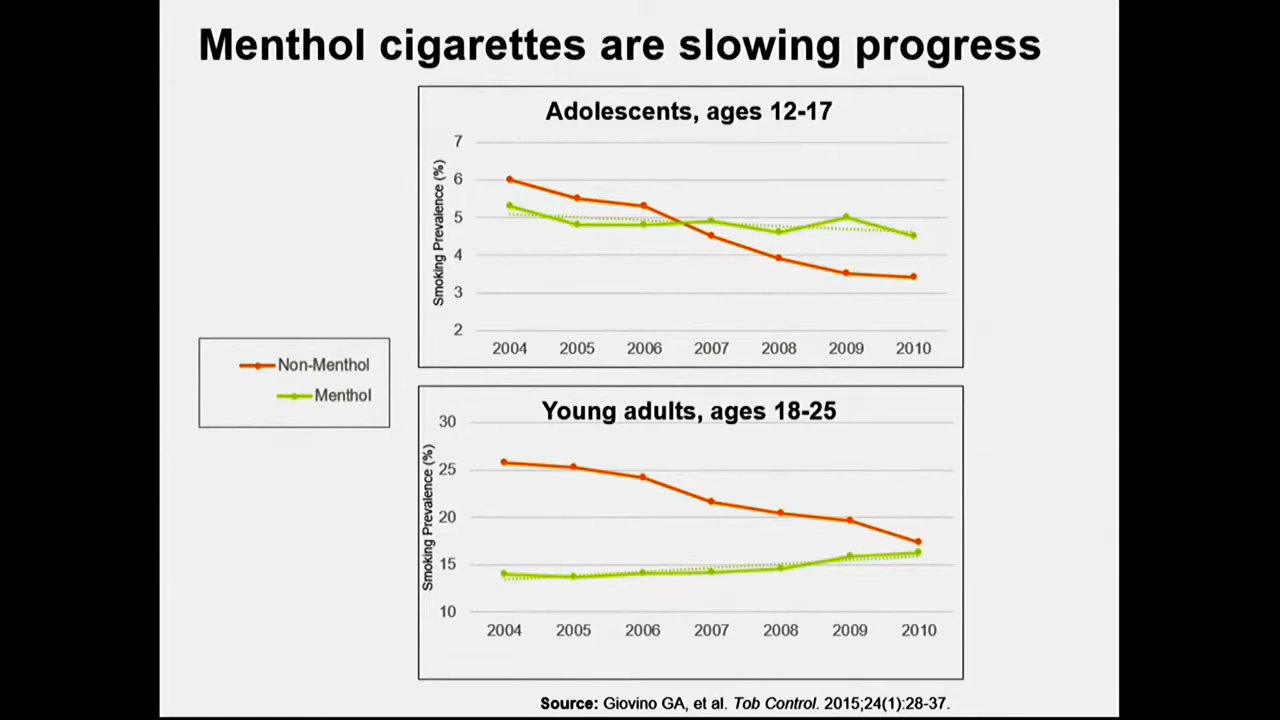 Menthol cigarettes are slowing progress
Adolescents, ages 12-17
Smoking Prevalence (%)
7
6
5
4
3
2
2004 2005 2006 2007 2008 2009 2010
Non-Menthol
Menthol
Young adults, ages 18-25
Smoking Prevalence (%)
30
25
20
15
10
2004 2005 2006 2007 2008 2009 2010
Source: Giovino GA, et al. Tob Control. 2015;24(1):28-37.